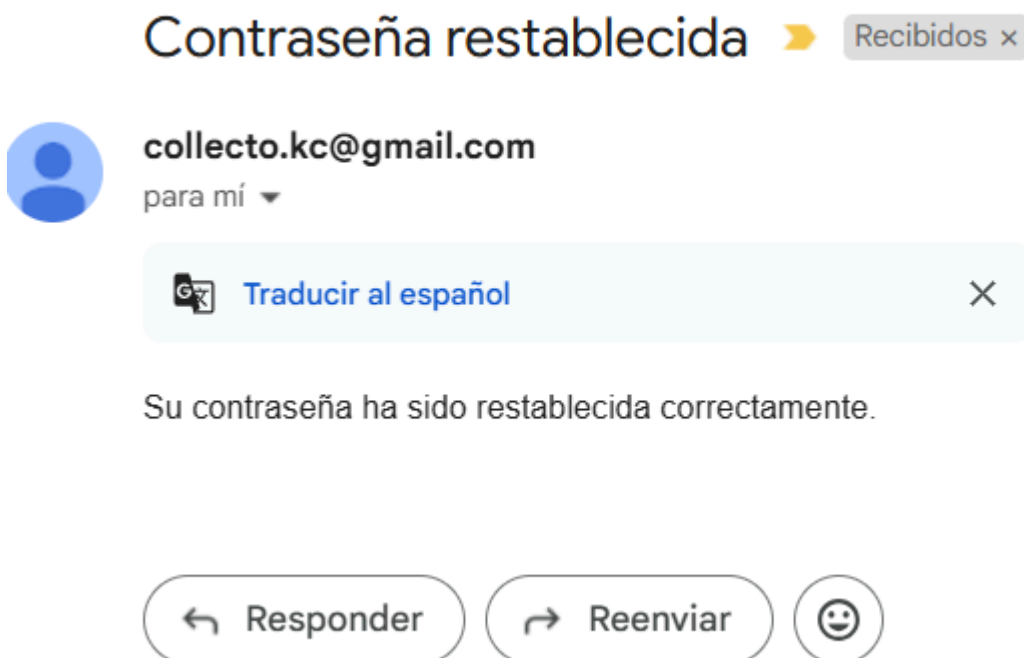 Contraseña restablecida
Recibidos ×
collecto.kc@gmail.com
para mí
Traducir al español
Su contraseña ha sido restablecida correctamente.
Responder
Reenviar